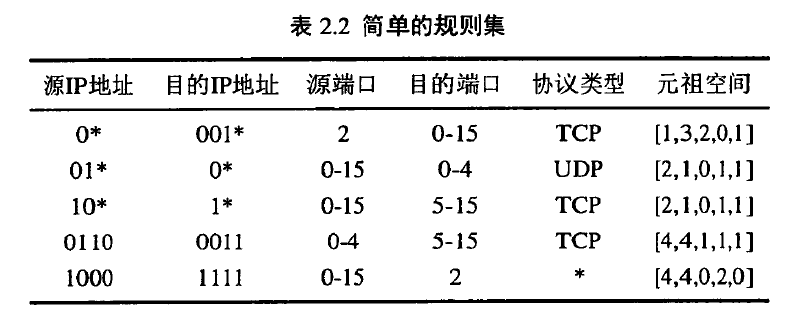 表 2.2 简单的规则集
源IP地址 目的IP地址 源端口 目的端口 协议类型 元祖空间
0* 001* 2 0-15 TCP [1,3,2,0,1]
01* 0* 0-15 0-4 UDP [2,1,0,1,1]
10* 1* 0-15 5-15 TCP [2,1,0,1,1]
0110 0011 0-4 5-15 TCP [4,4,1,1,1]
1000 1111 0-15 2 * [4,4,0,2,0]